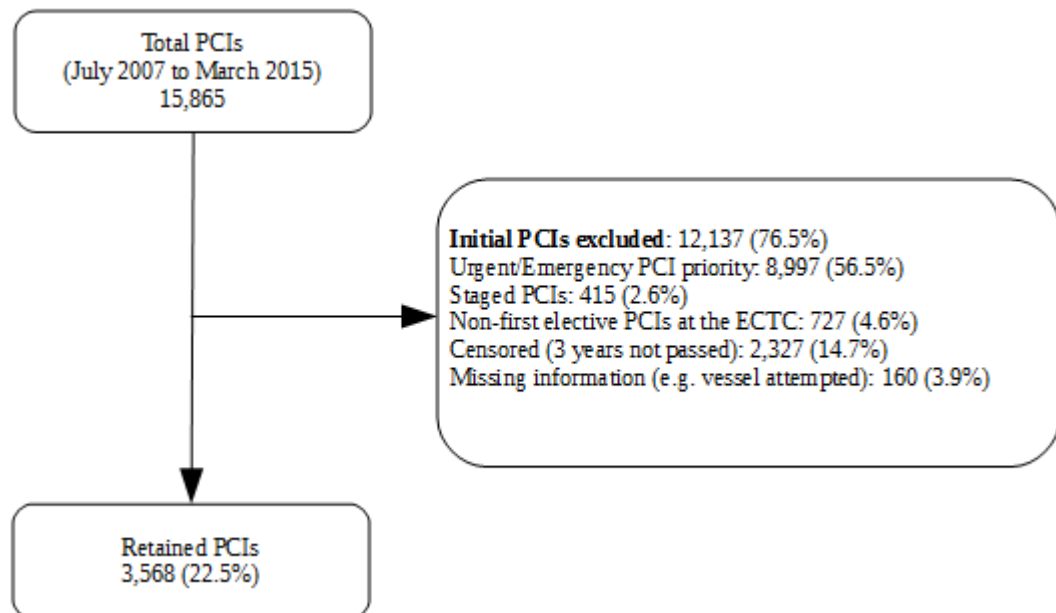 Total PCIs
(July 2007 to March 2015)
15,865
Initial PCIs excluded: 12,137 (76.5%)
Urgent/Emergency PCI priority: 8,997 (56.5%)
Staged PCIs: 415 (2.6%)
Non-first elective PCIs at the ECTC: 727 (4.6%)
Censored (3 years not passed): 2,327 (14.7%)
Missing information (e.g. vessel attempted): 160 (3.9%)
Retained PCIs
3,568 (22.5%)